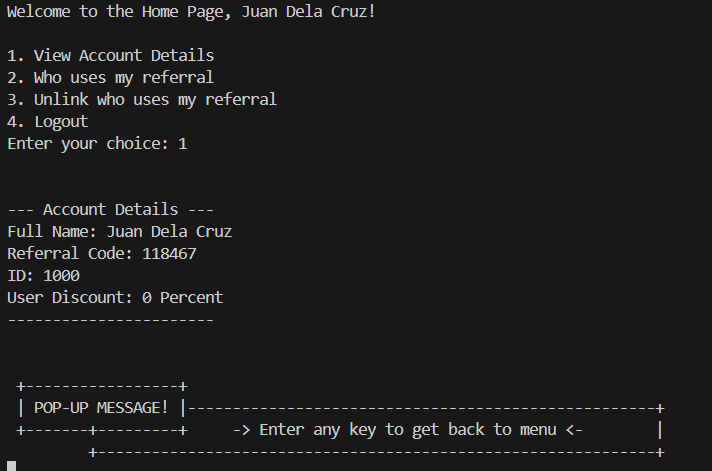 Welcome to the Home Page, Juan Dela Cruz!
1. View Account Details
2. Who uses my referral
3. Unlink who uses my referral
4. Logout
Enter your choice: 1
--- Account Details ---
Full Name: Juan Dela Cruz
Referral Code: 118467
ID: 1000
User Discount: 0 Percent
-----------------------
+-----------------+
| POP-UP MESSAGE! |----------------------------------------------------+
+-------+---------+     -> Enter any key to get back to menu <-        |
+--------------------------------------------------------------+